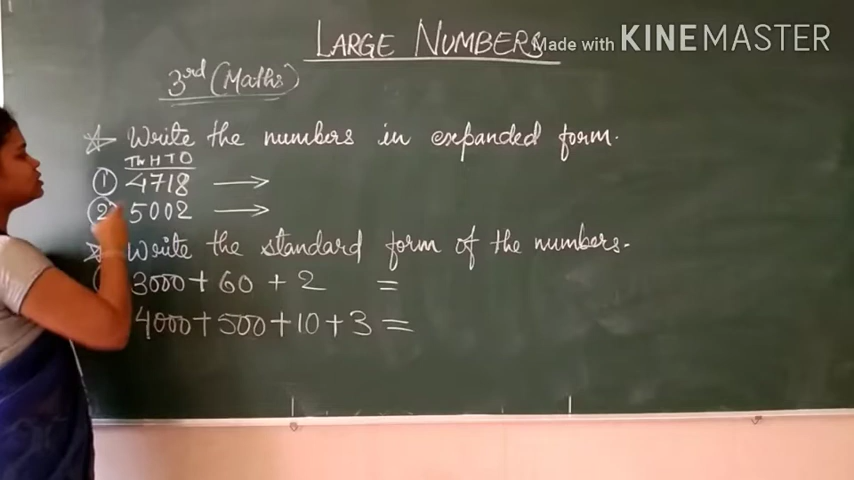 LARGE NUMBERS
Made with KINEMASTER
3rd (Maths)
☆ Write the numbers in expanded form.
Th H T O
① 4718 →
② 5002 →
☆ Write the standard form of the numbers.
3000 + 60 + 2 =
4000 + 500 + 10 + 3 =